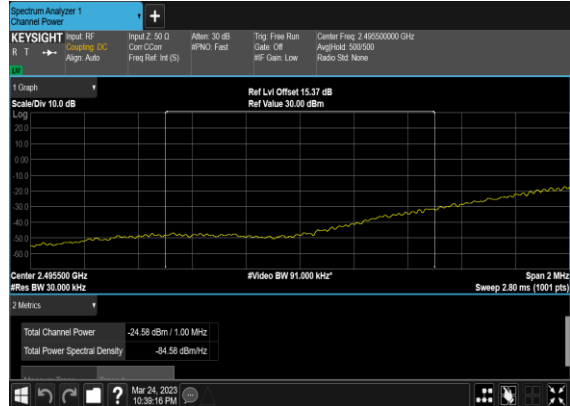 Spectrum Analyzer 1
Channel Power
+
KEYSIGHT
R T
Input: RF
Coupling: DC
Align: Auto
Input Z: 50 Ω
Corr CCorr
Freq Ref: Int (S)
Atten: 30 dB
#PNO: Fast
Trig: Free Run
Gate: Off
#IF Gain: Low
Center Freq: 2.495500000 GHz
Avg|Hold: 500/500
Radio Std: None
LV
1 Graph
Scale/Div 10.0 dB
Ref Lvl Offset 15.37 dB
Ref Value 30.00 dBm
Log
20.0
10.0
0.00
-10.0
-20.0
-30.0
-40.0
-50.0
-60.0
Center 2.495500 GHz
#Res BW 30.000 kHz
#Video BW 91.000 kHz*
Span 2 MHz
Sweep 2.80 ms (1001 pts)
2 Metrics
Total Channel Power -24.58 dBm / 1.00 MHz
Total Power Spectral Density -84.58 dBm/Hz
?
Mar 24, 2023
10:39:16 PM